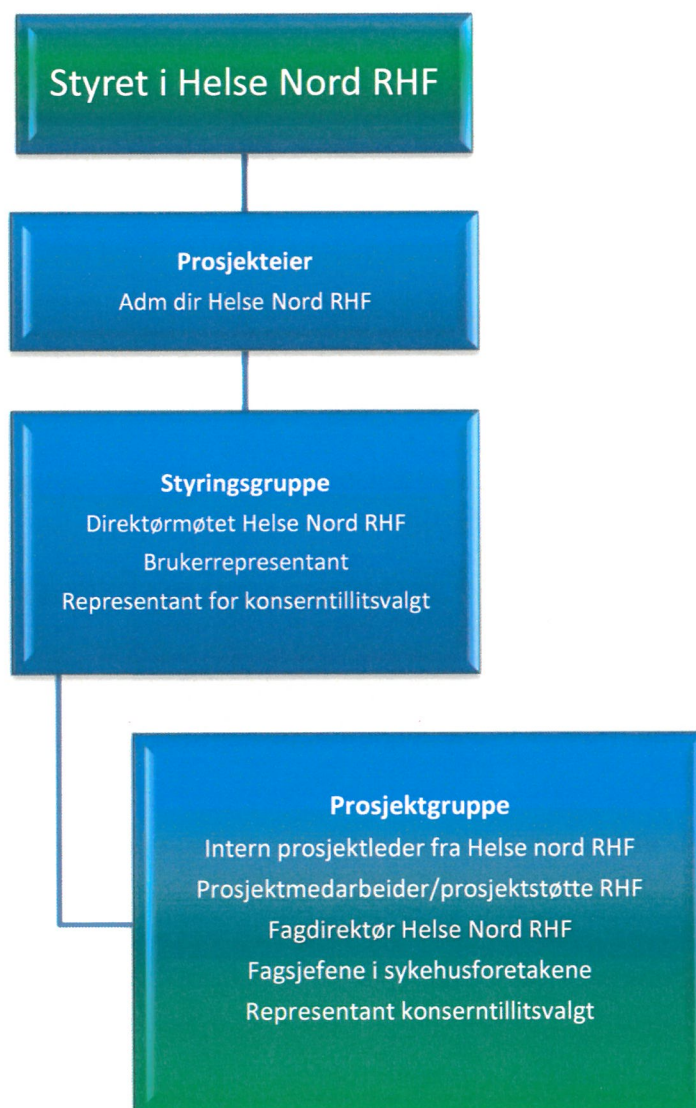 Styret i Helse Nord RHF
Prosjekteier
Adm dir Helse Nord RHF
Styringsgruppe
Direktørmøtet Helse Nord RHF
Brukerrepresentant
Representant for konserntillitsvalgt
Prosjektgruppe
Intern prosjektleder fra Helse nord RHF
Prosjektmedarbeider/prosjektstøtte RHF
Fagdirektør Helse Nord RHF
Fagsjefene i sykehusforetakene
Representant konserntillitsvalgt